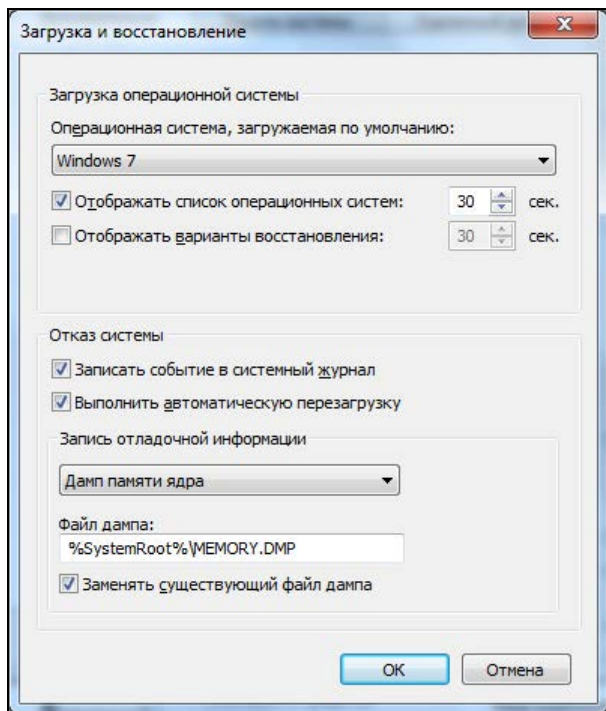 Загрузка и восстановление
Загрузка операционной системы
Операционная система, загружаемая по умолчанию:
Windows 7
Отображать список операционных систем: 30 сек.
Отображать варианты восстановления: 30 сек.
Отказ системы
Записать событие в системный журнал
Выполнить автоматическую перезагрузку
Запись отладочной информации
Дамп памяти ядра
Файл дампа:
%SystemRoot%\MEMORY.DMP
Заменять существующий файл дампа
ОК Отмена